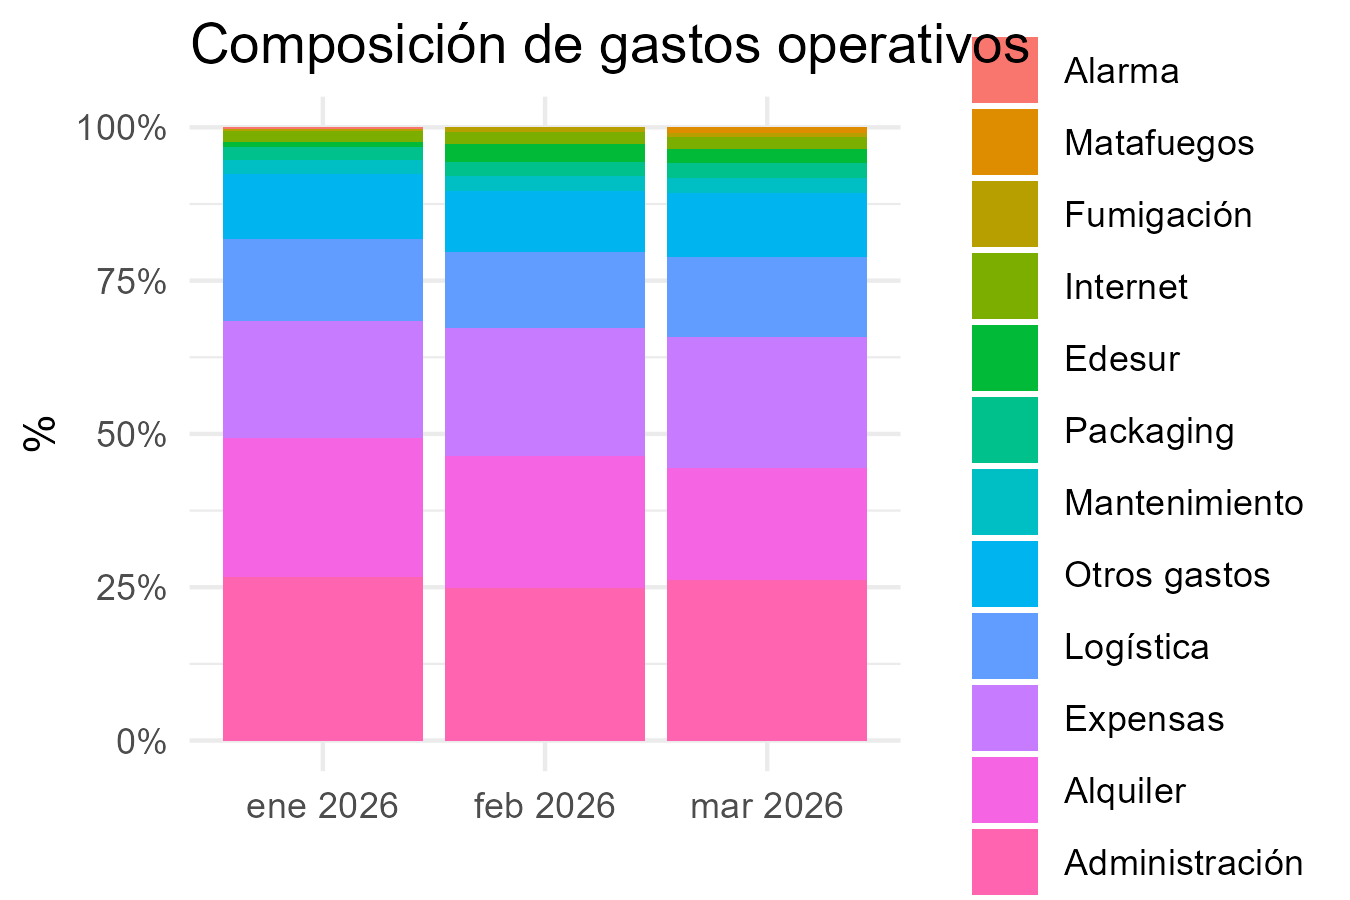 Composición de gastos operativos
%
100%
75%
50%
25%
0%
ene 2026
feb 2026
mar 2026
Alarma
Matafuegos
Fumigación
Internet
Edesur
Packaging
Mantenimiento
Otros gastos
Logística
Expensas
Alquiler
Administración